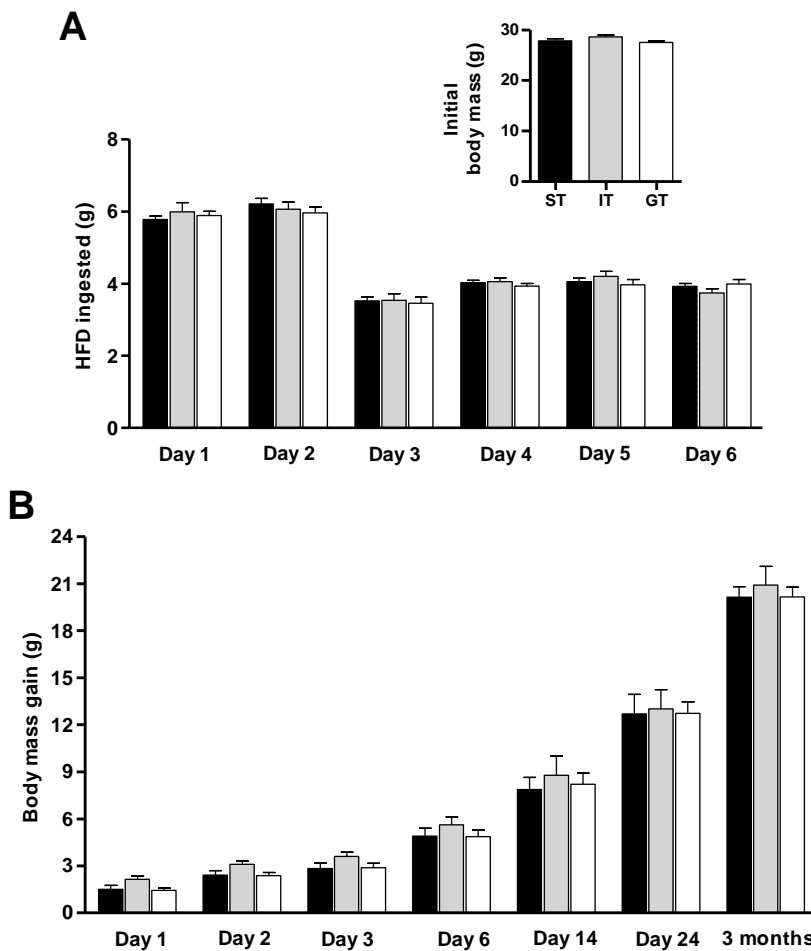 A
Initial
body mass (g)
30
20
10
0
ST IT GT
HFD ingested (g)
8
6
4
2
0
Day 1 Day 2 Day 3 Day 4 Day 5 Day 6
B
Body mass gain (g)
24
21
18
15
12
9
6
3
0
Day 1 Day 2 Day 3 Day 6 Day 14 Day 24 3 months